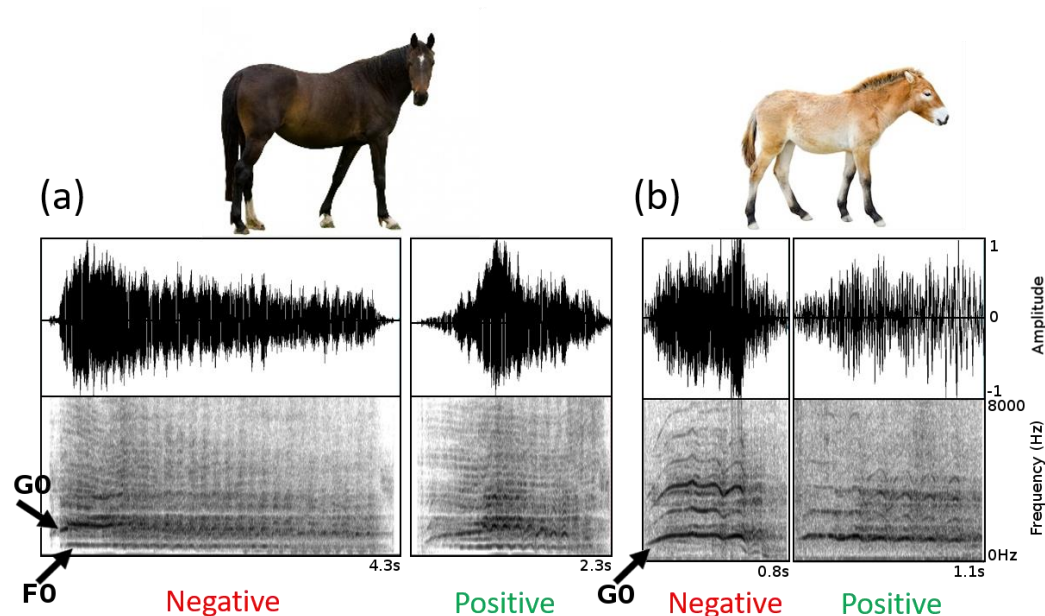 (a)
(b)
1
Amplitude
0
-1
8000
Frequency (Hz)
G0
0Hz
4.3s
2.3s
0.8s
1.1s
F0
Negative
Positive
G0
Negative
Positive